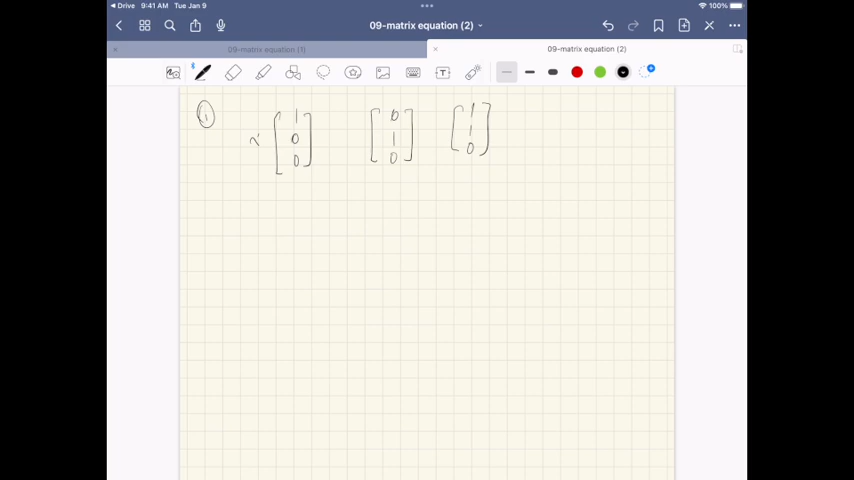 Drive 9:41 AM Tue Jan 9 100%
09-matrix equation (2)
09-matrix equation (1) 09-matrix equation (2)
T
1
1 0 1
0 1 1
0 0 0